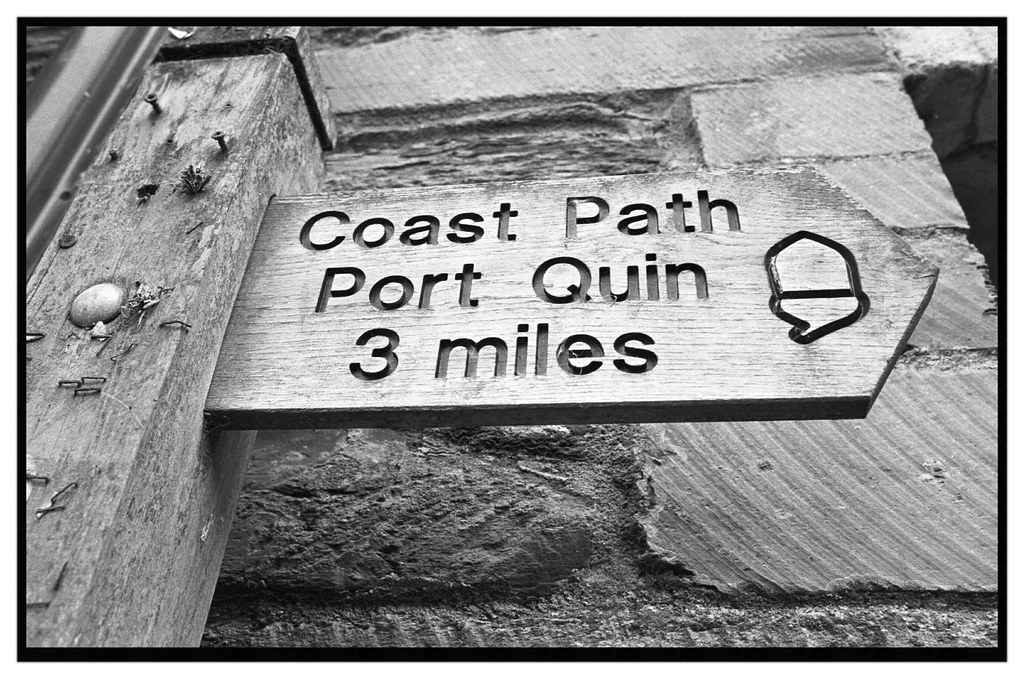 Coast Path
Port Quin
3 miles